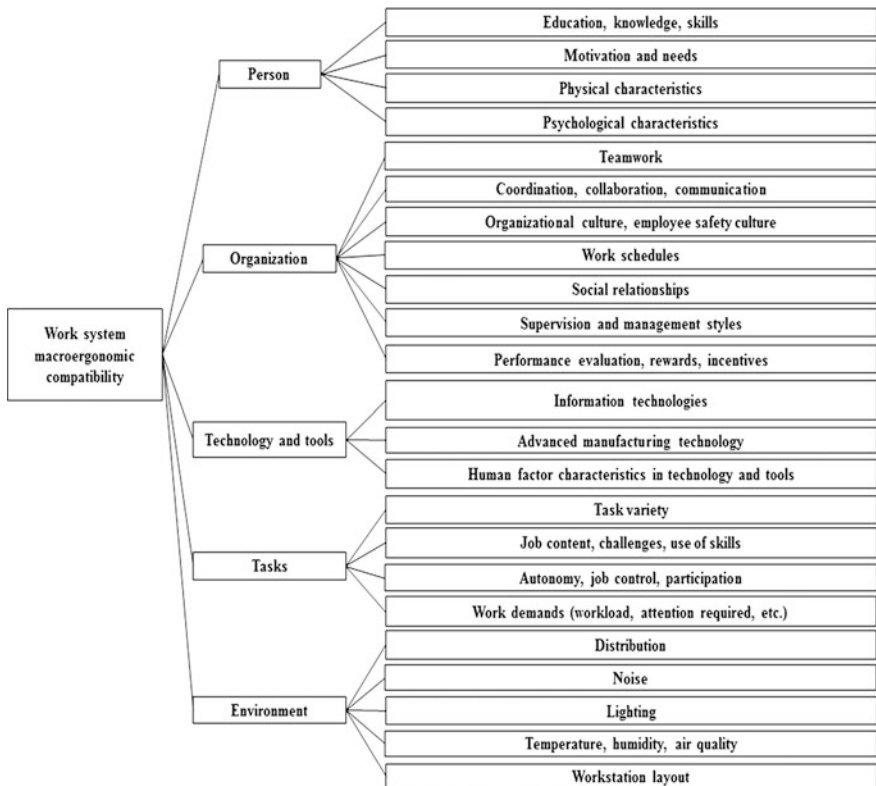 Education, knowledge, skills
Motivation and needs
Person
Physical characteristics
Psychological characteristics
Teamwork
Coordination, collaboration, communication
Organizational culture, employee safety culture
Organization
Work schedules
Social relationships
Supervision and management styles
Performance evaluation, rewards, incentives
Work system
macroergonomic
compatibility
Information technologies
Technology and tools
Advanced manufacturing technology
Human factor characteristics in technology and tools
Task variety
Job content, challenges, use of skills
Tasks
Autonomy, job control, participation
Work demands (workload, attention required, etc.)
Distribution
Noise
Environment
Lighting
Temperature, humidity, air quality
Workstation layout